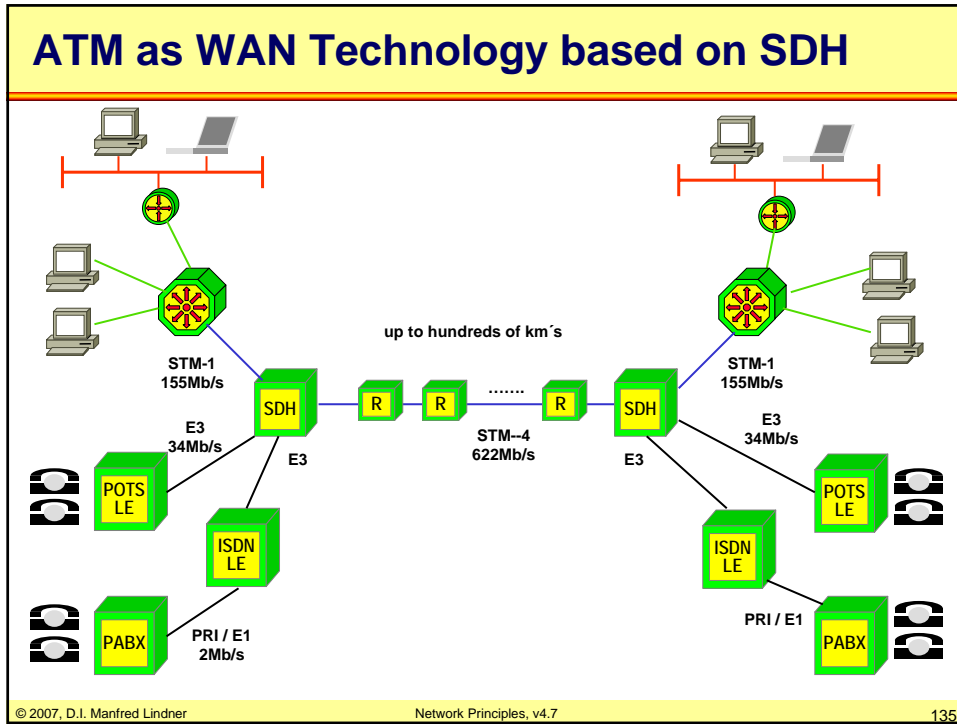 ATM as WAN Technology based on SDH
up to hundreds of km´s
STM-1
155Mb/s
STM-1
155Mb/s
SDH
R
R
.......
R
SDH
E3
34Mb/s
E3
STM--4
622Mb/s
E3
E3
34Mb/s
POTS
LE
POTS
LE
ISDN
LE
ISDN
LE
PABX
PRI / E1
2Mb/s
PRI / E1
PABX
© 2007, D.I. Manfred Lindner
Network Principles, v4.7
135